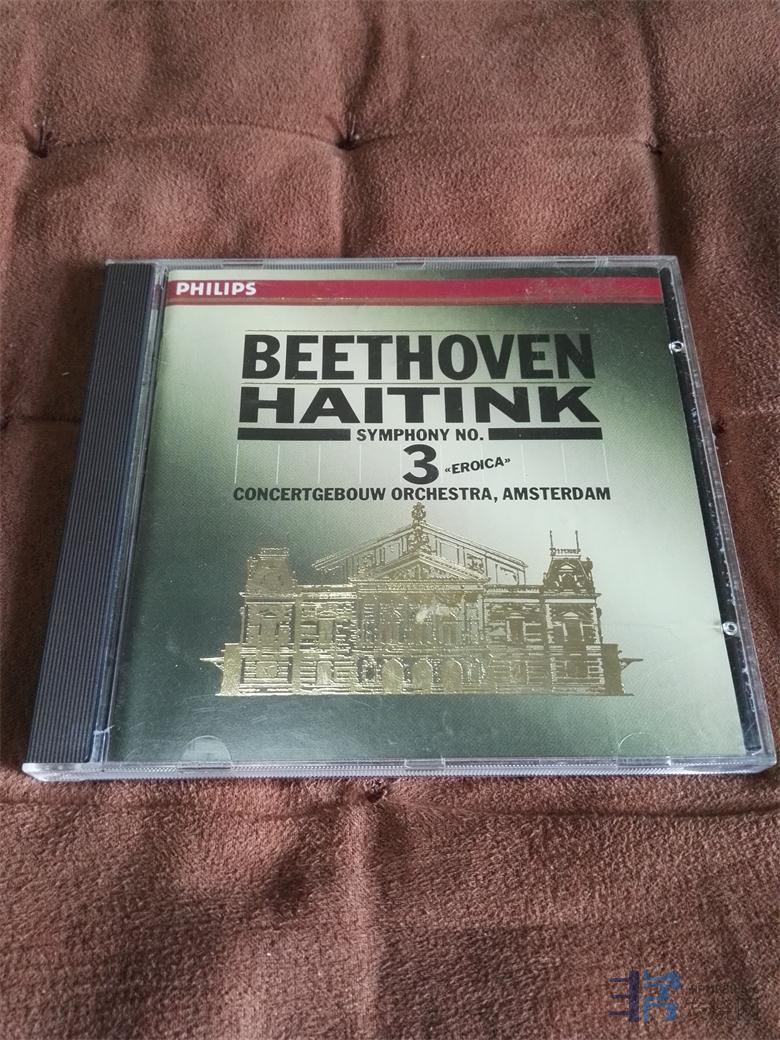 PHILIPS
BEETHOVEN
HAITINK
SYMPHONY NO.
3 «EROICA»
CONCERTGEBOUW ORCHESTRA, AMSTERDAM